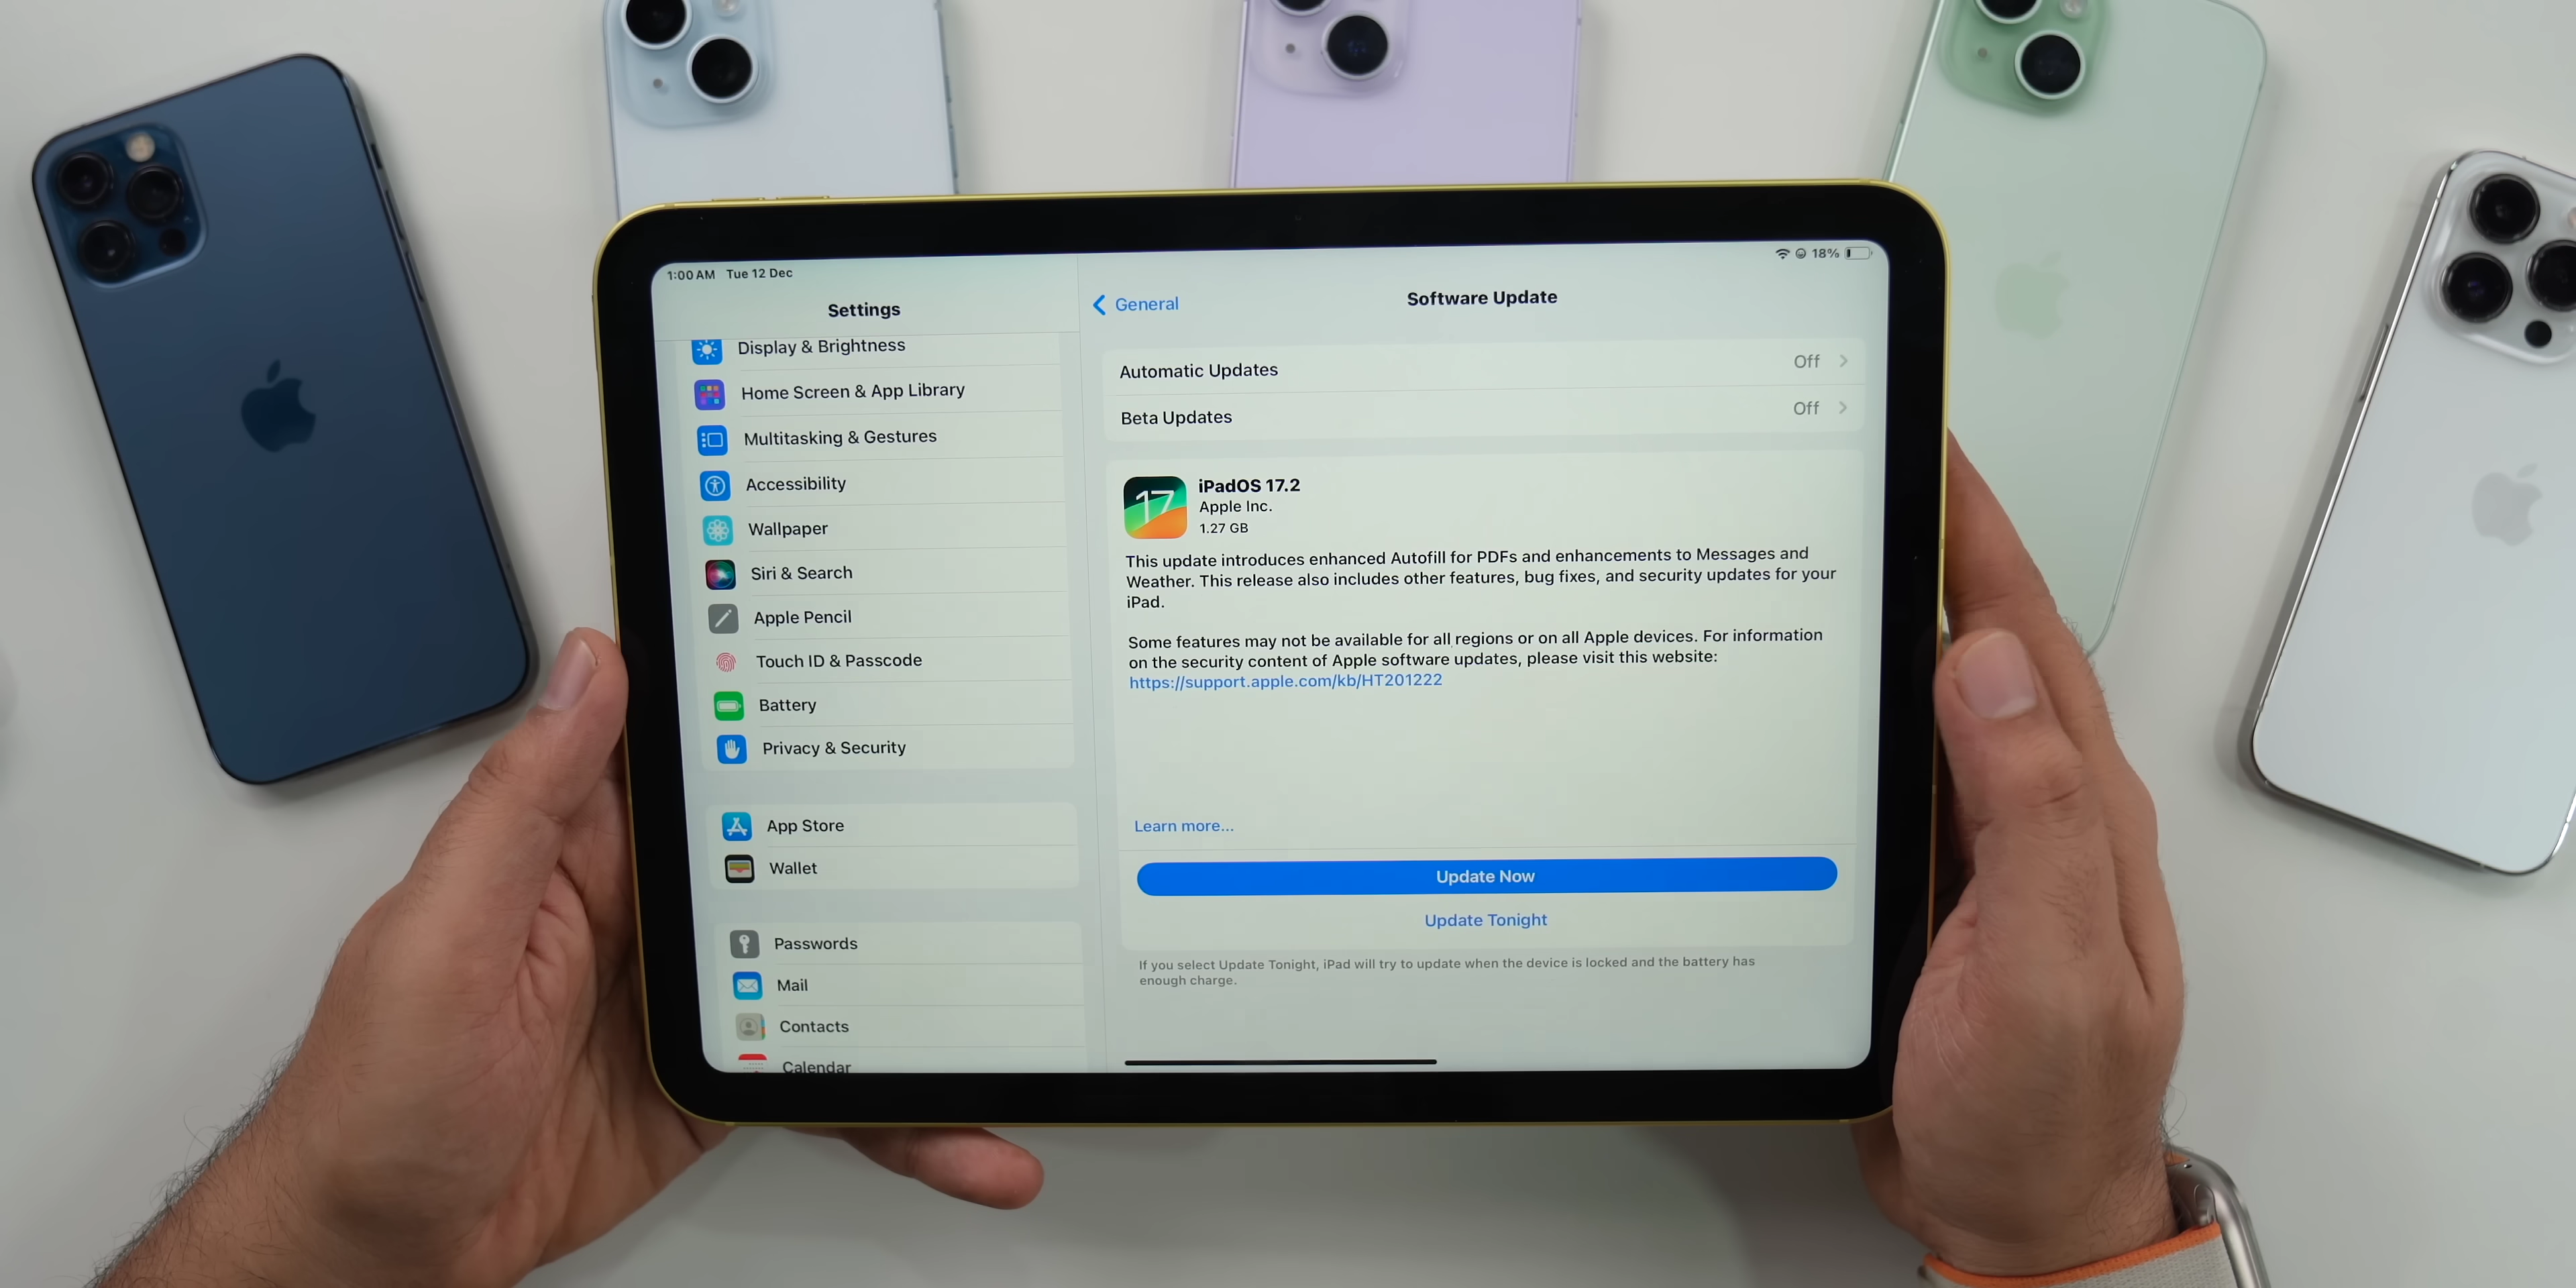 1:00 AM Tue 12 Dec
18%
Settings
Display & Brightness
Home Screen & App Library
Multitasking & Gestures
Accessibility
Wallpaper
Siri & Search
Apple Pencil
Touch ID & Passcode
Battery
Privacy & Security
App Store
Wallet
Passwords
Mail
Contacts
Calendar
General
Software Update
Automatic Updates Off
Beta Updates Off
17
iPadOS 17.2
Apple Inc.
1.27 GB
This update introduces enhanced Autofill for PDFs and enhancements to Messages and
Weather. This release also includes other features, bug fixes, and security updates for your
iPad.
Some features may not be available for all regions or on all Apple devices. For information
on the security content of Apple software updates, please visit this website:
https://support.apple.com/kb/HT201222
Learn more...
Update Now
Update Tonight
If you select Update Tonight, iPad will try to update when the device is locked and the battery has
enough charge.